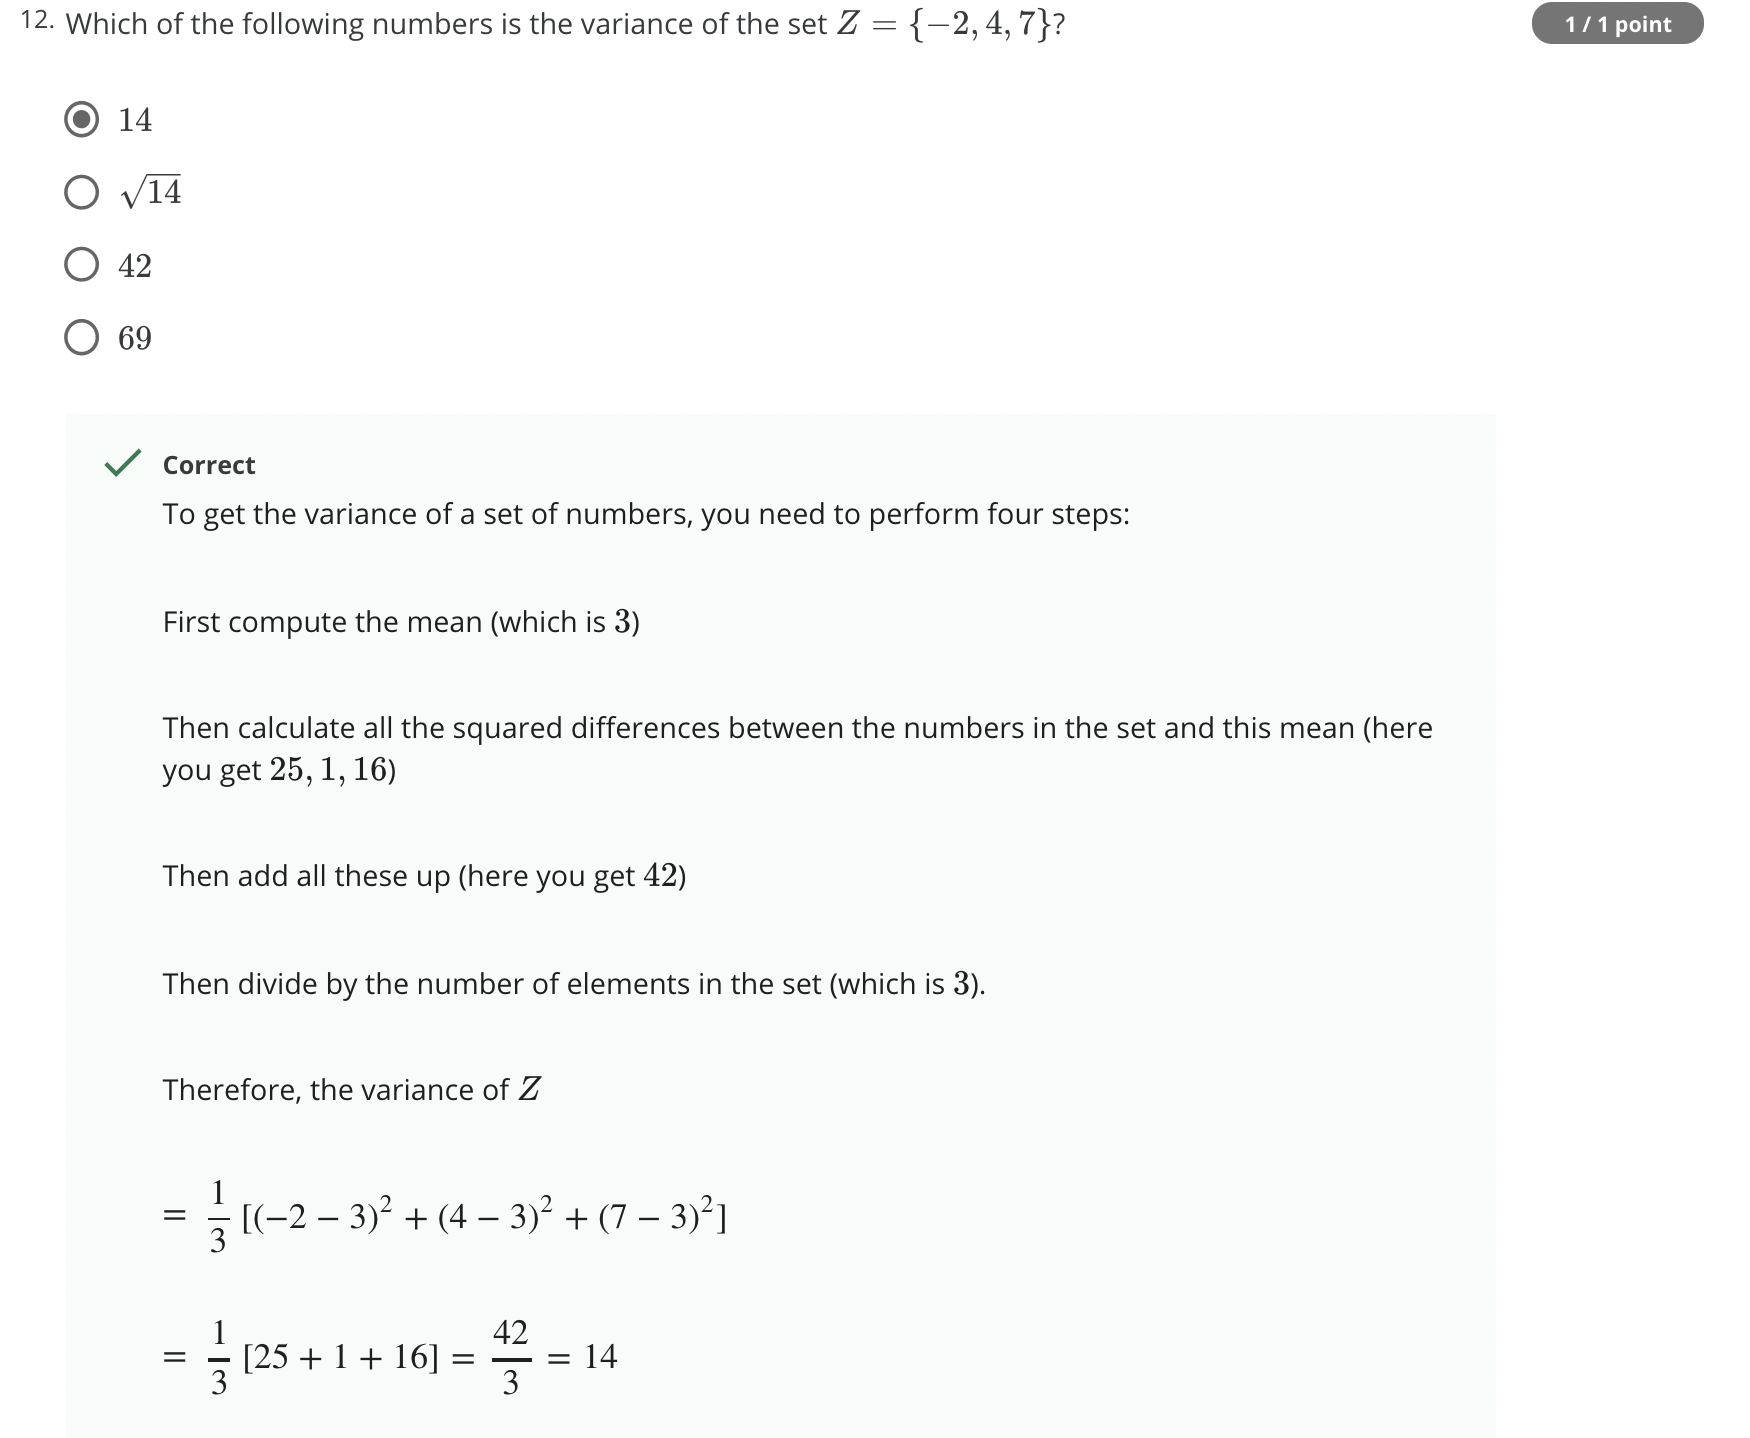 12. Which of the following numbers is the variance of the set Z = {−2, 4, 7}?
1 / 1 point
14
√14
42
69
Correct
To get the variance of a set of numbers, you need to perform four steps:
First compute the mean (which is 3)
Then calculate all the squared differences between the numbers in the set and this mean (here
you get 25, 1, 16)
Then add all these up (here you get 42)
Then divide by the number of elements in the set (which is 3).
Therefore, the variance of Z
= 1/3 [(−2 − 3)² + (4 − 3)² + (7 − 3)²]
= 1/3 [25 + 1 + 16] = 42/3 = 14